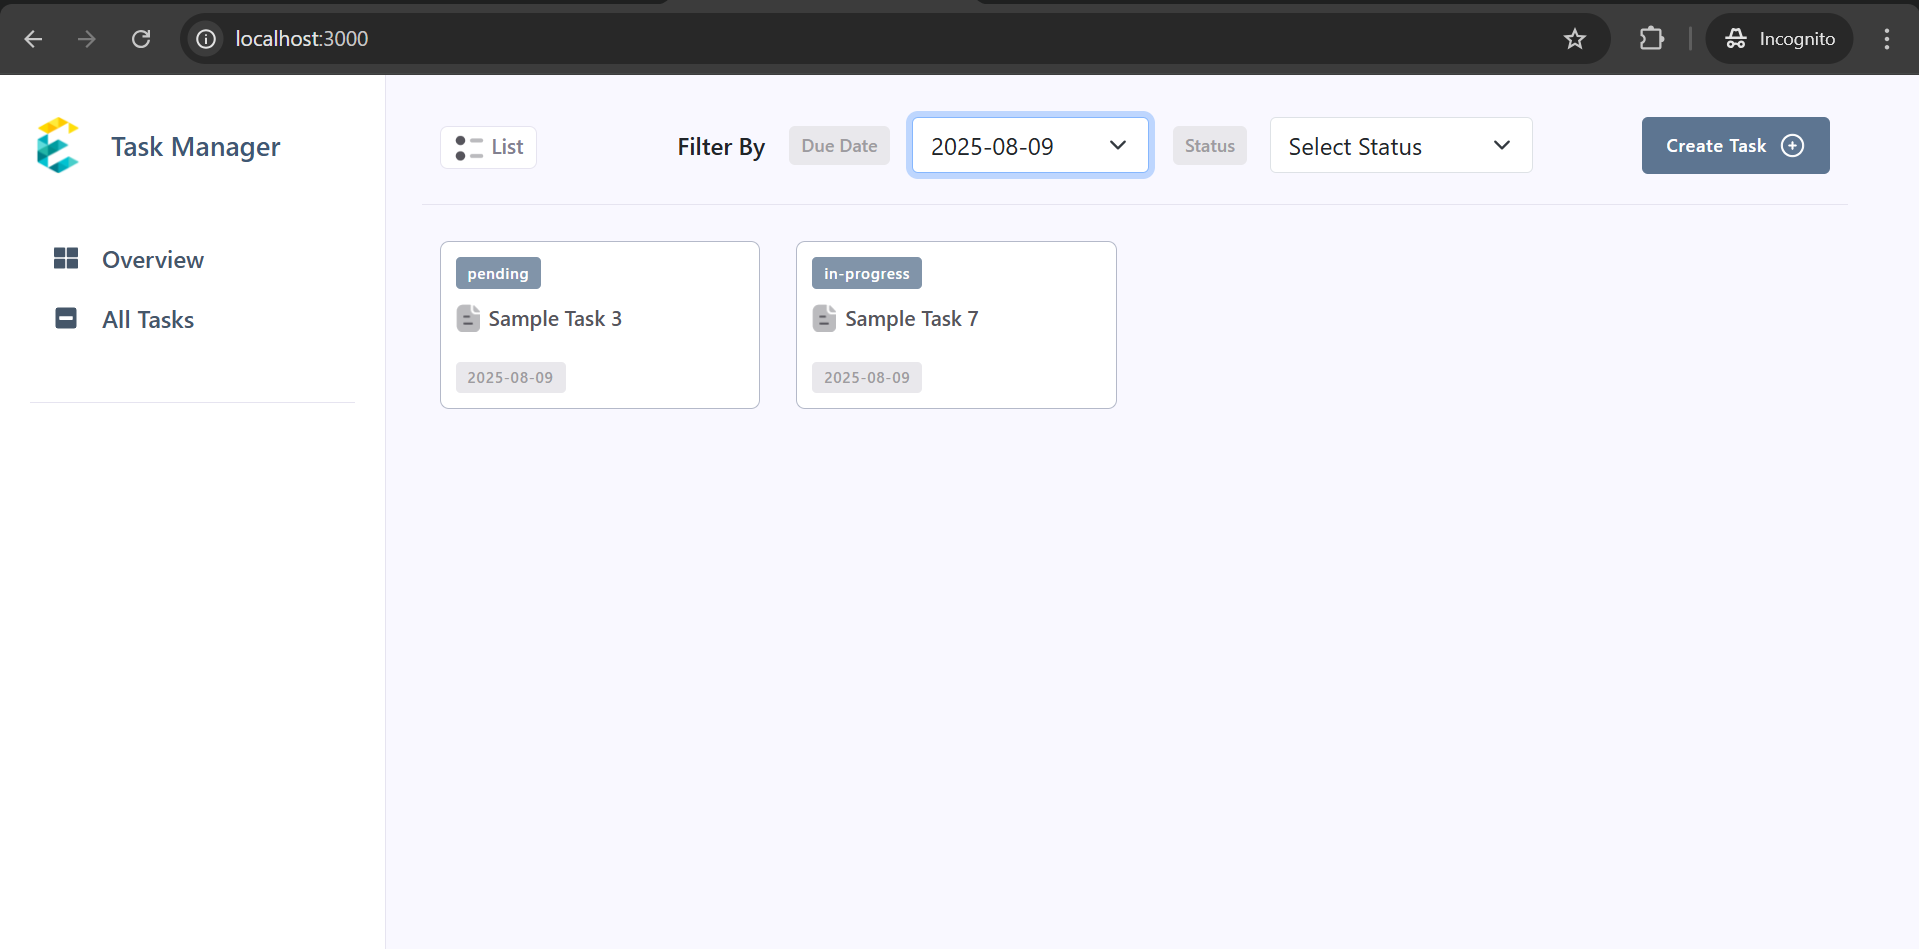 localhost:3000
Incognito
Task Manager
Overview
All Tasks
List
Filter By
Due Date
2025-08-09
Status
Select Status
Create Task
pending
Sample Task 3
2025-08-09
in-progress
Sample Task 7
2025-08-09